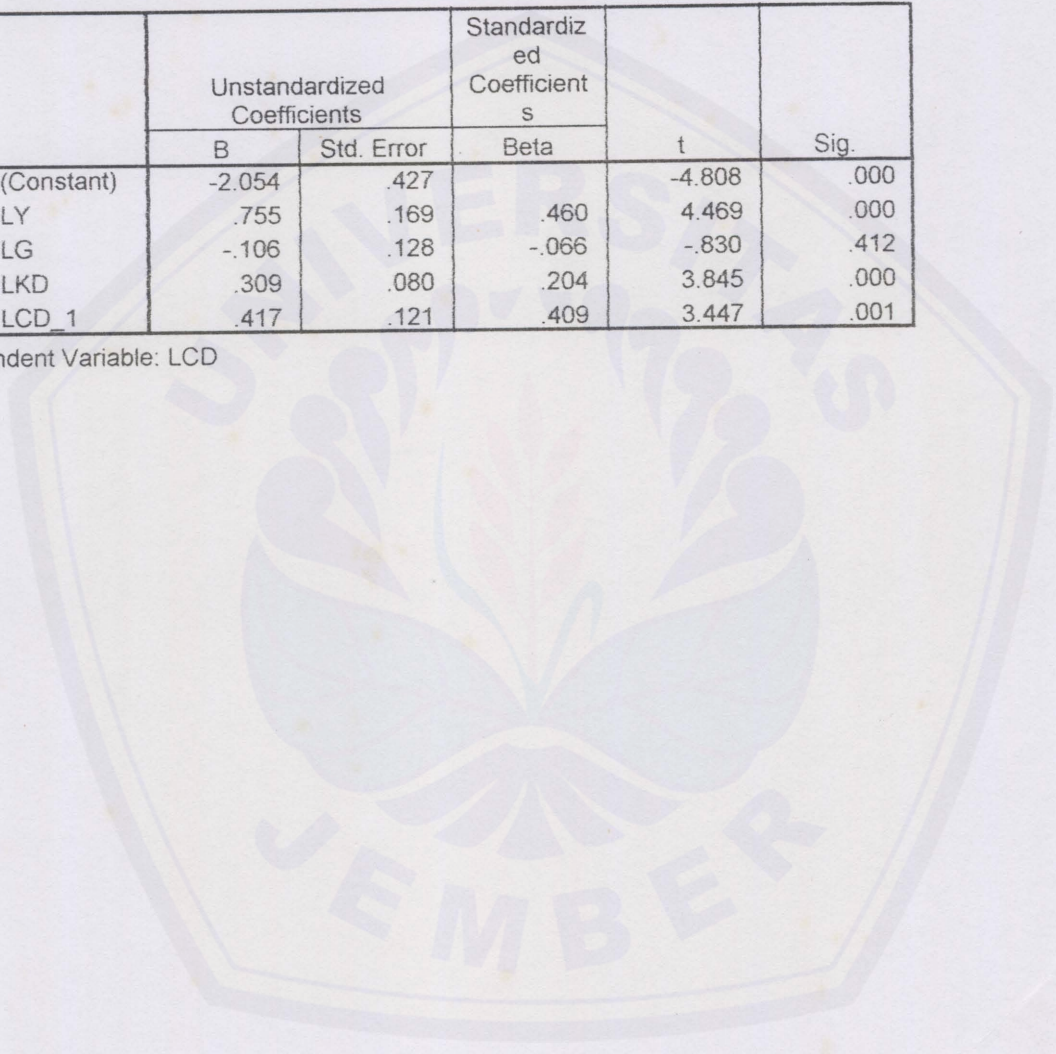 Unstandardized Coefficients | Standardiz ed Coefficient s | t | Sig.
B | Std. Error | Beta
(Constant) | -2.054 | .427 | | -4.808 | .000
LY | .755 | .169 | .460 | 4.469 | .000
LG | -.106 | .128 | -.066 | -.830 | .412
LKD | .309 | .080 | .204 | 3.845 | .000
LCD_1 | .417 | .121 | .409 | 3.447 | .001
ndent Variable: LCD
UNIVERSITAS
JEMBER